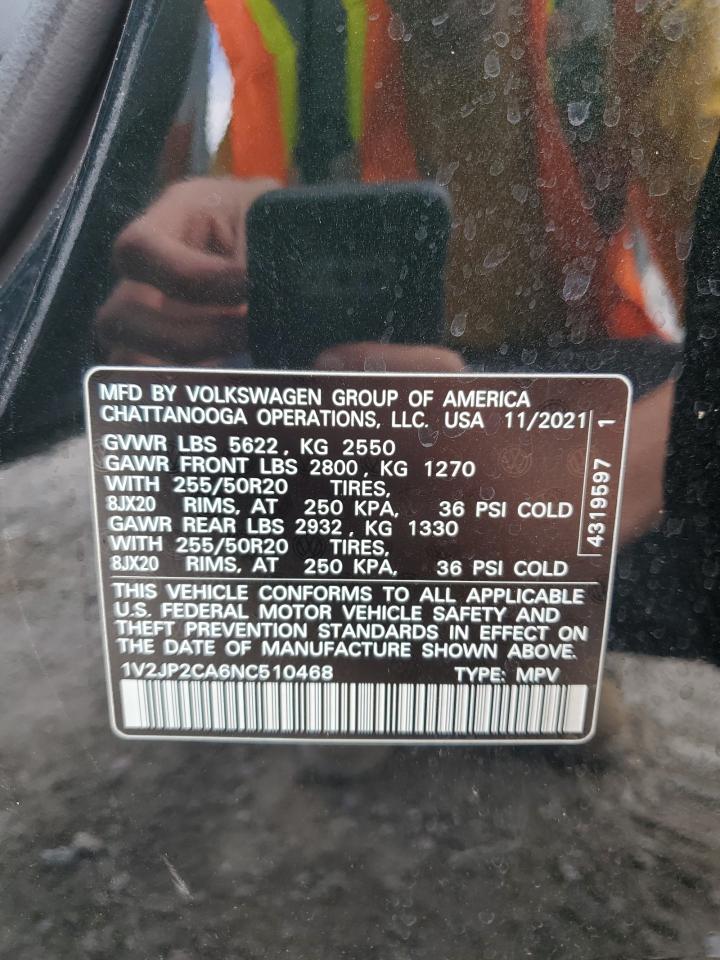 MFD BY VOLKSWAGEN GROUP OF AMERICA
CHATTANOOGA OPERATIONS, LLC. USA 11/2021
GVWR LBS 5622, KG 2550
GAWR FRONT LBS 2800, KG 1270
WITH 255/50R20 TIRES,
8JX20 RIMS, AT 250 KPA, 36 PSI COLD
GAWR REAR LBS 2932, KG 1330
WITH 255/50R20 TIRES,
8JX20 RIMS, AT 250 KPA, 36 PSI COLD
4319597 1
THIS VEHICLE CONFORMS TO ALL APPLICABLE
U.S. FEDERAL MOTOR VEHICLE SAFETY AND
THEFT PREVENTION STANDARDS IN EFFECT ON
THE DATE OF MANUFACTURE SHOWN ABOVE.
1V2JP2CA6NC510468 TYPE: MPV